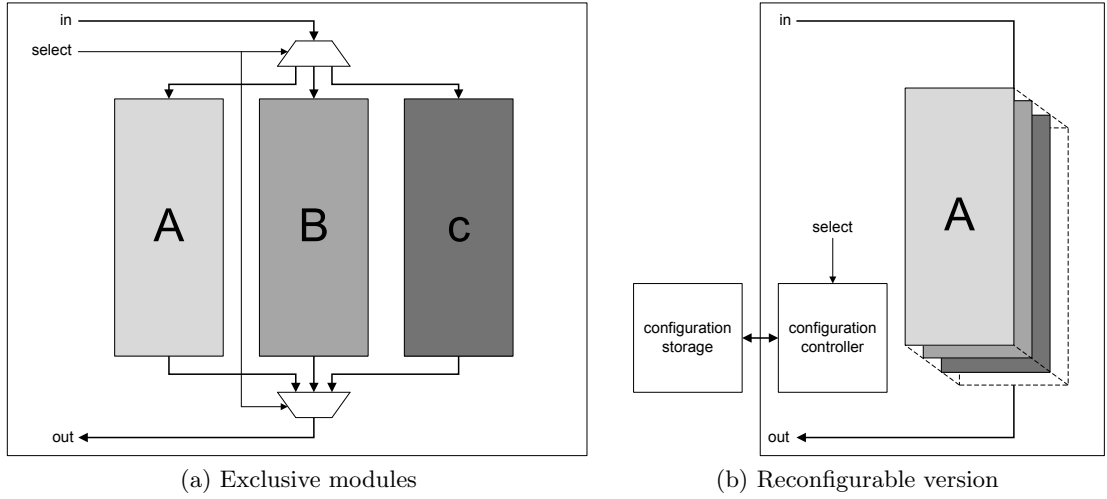 in
select
A
B
c
out
(a) Exclusive modules
in
A
select
configuration
storage
configuration
controller
out
(b) Reconfigurable version